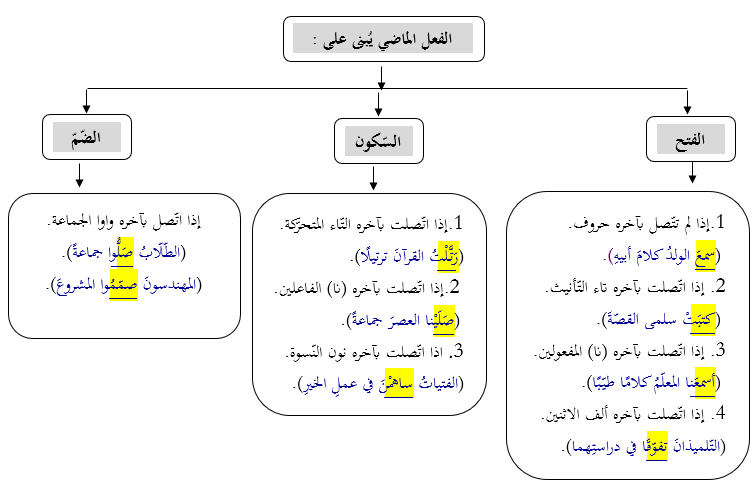 الفعل الماضي يُبنى على :
الفتح
السّكون
الضّمّ
1.إذا لم تتّصل بآخره حروف.
(سمعَ الولدُ كلامَ أبيهِ).
2. إذا اتّصلت بآخره تاء التّأنيث.
(كتبَتْ سلمى القصّةَ).
3. إذا اتّصلت بآخره (نا) المفعولين.
(أسمعَنا المعلّمُ كلامًا طيّبًا).
4. إذا اتّصلت بآخره ألف الاثنين.
(التّلميذانَ تفوّقَا في دراستِهما).
1.إذا اتّصلت بآخره التّاء المتحرّكة.
(رَتَّلْتُ القرآنَ ترتيلًا).
2.إذا اتّصلت بآخره (نا) الفاعلين.
(صَلّيْنا العصرَ جماعةً).
3. اذا اتّصلت بآخره نون النّسوة.
(الفتياتُ ساهمْنَ في عملِ الخيرِ).
إذا اتّصل بآخره واوا الجماعة.
(الطّلّابُ صَلُّوا جماعةً).
(المهندسونَ صمّمُوا المشروعَ).